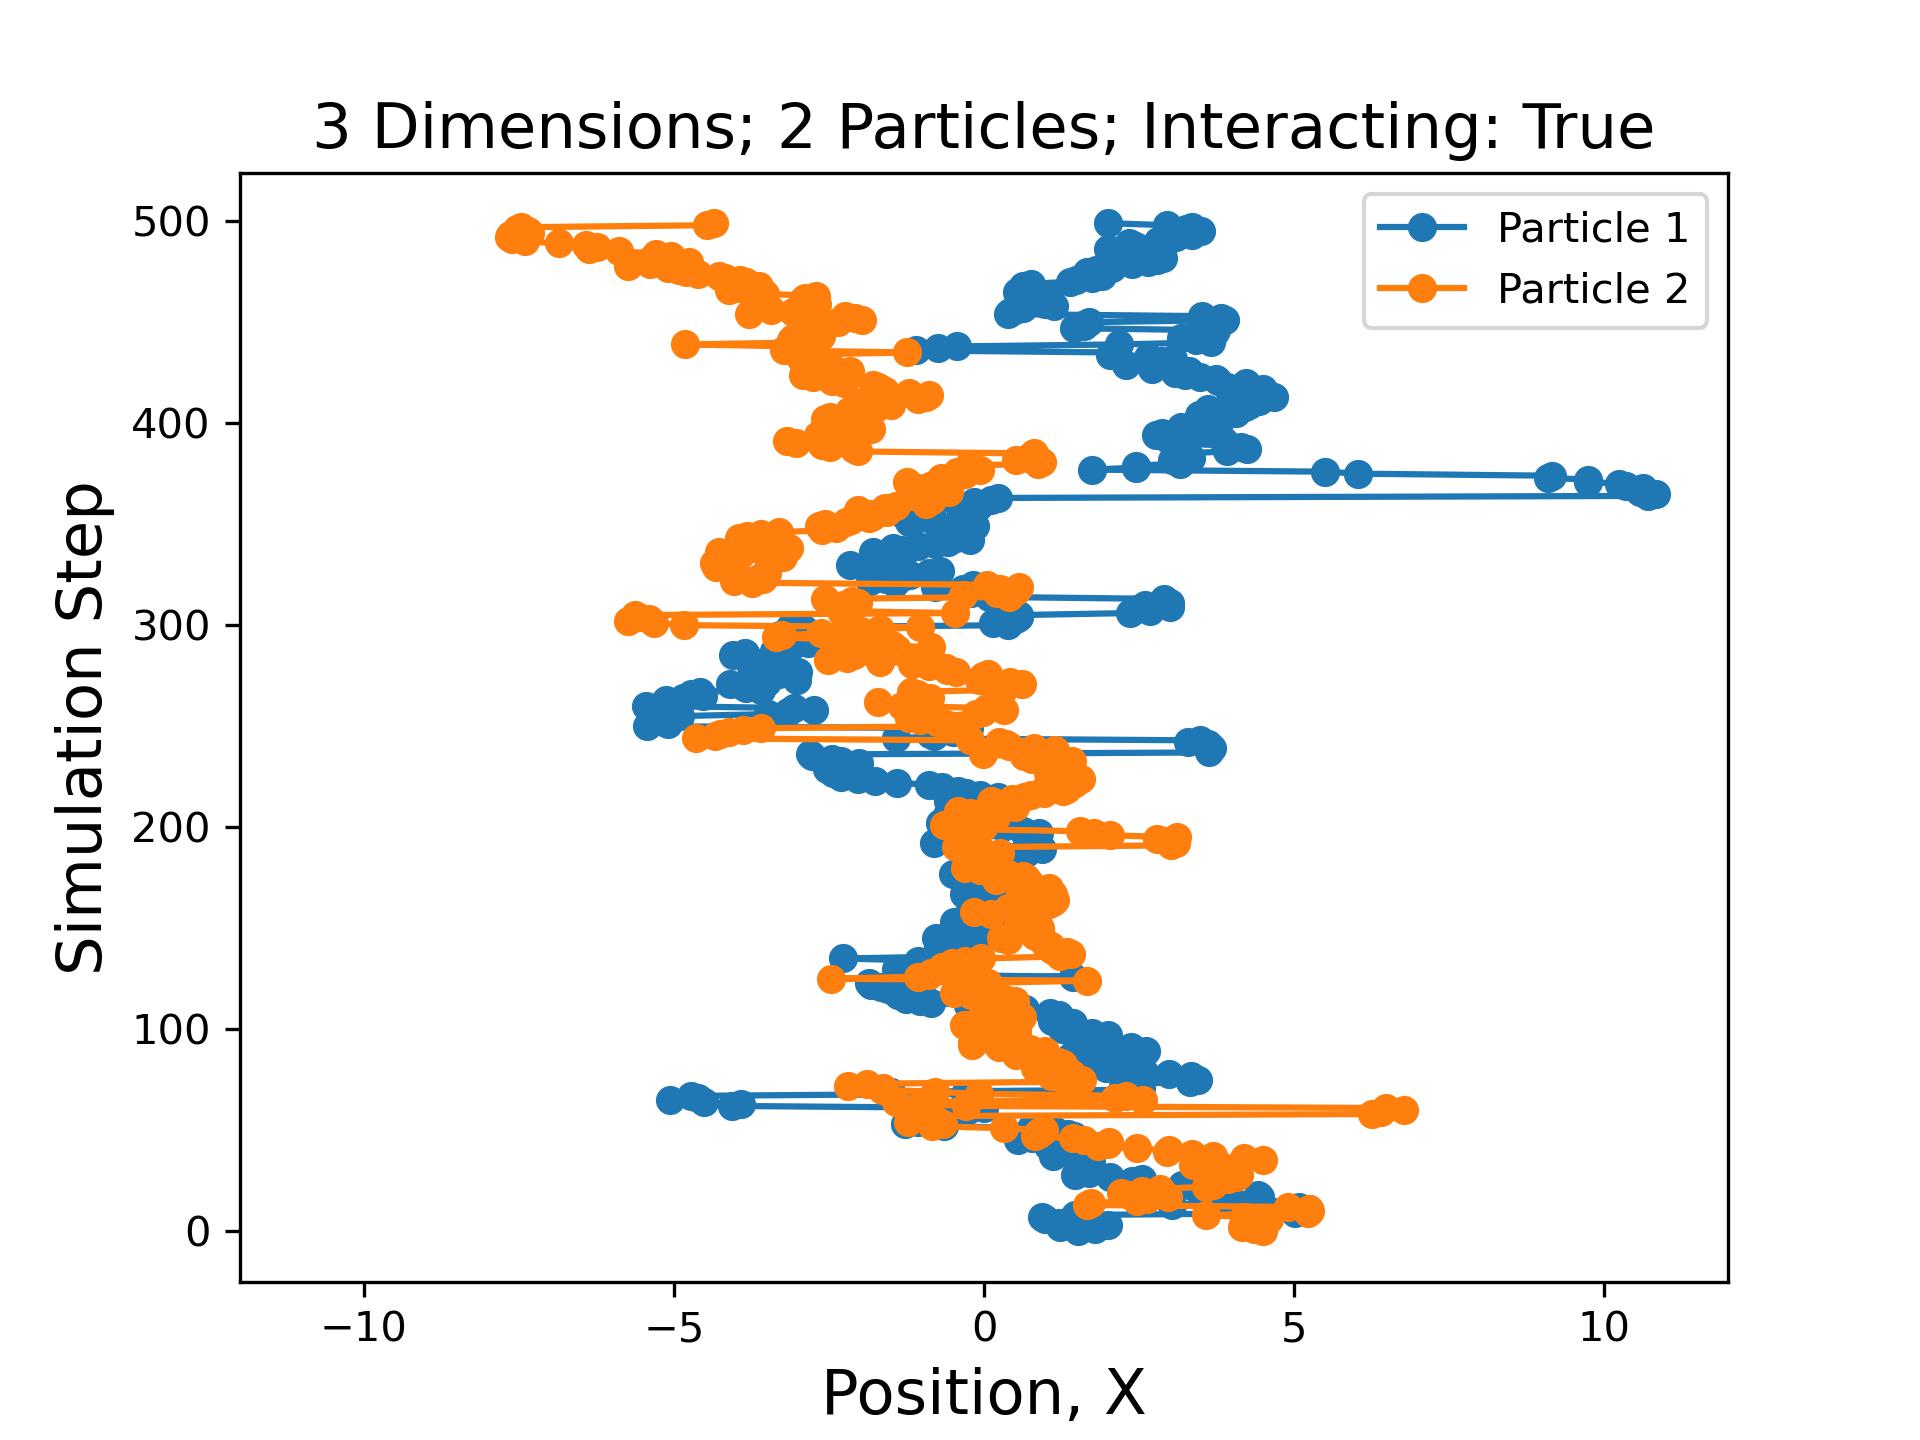 3 Dimensions; 2 Particles; Interacting: True
Particle 1
Particle 2
Simulation Step
500
400
300
200
100
0
−10
−5
0
5
10
Position, X